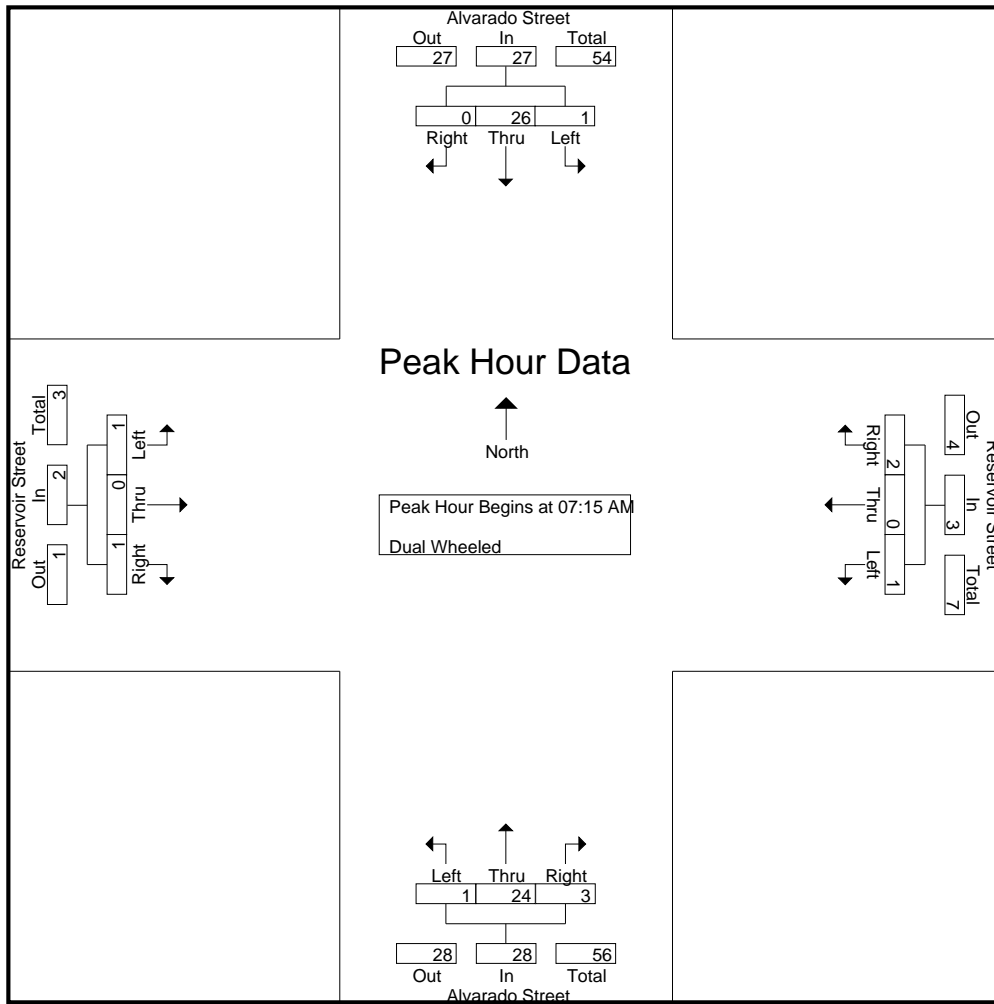 Alvarado Street
Out In Total
27 27 54
0 26 1
Right Thru Left
Peak Hour Data
North
Peak Hour Begins at 07:15 AM
Dual Wheeled
Reservoir Street
Out In Total
1 2 3
1 0 1
Right Thru Left
Reservoir Street
Out In Total
4 3 7
2 0 1
Right Thru Left
Left Thru Right
1 24 3
28 28 56
Out In Total
Alvarado Street